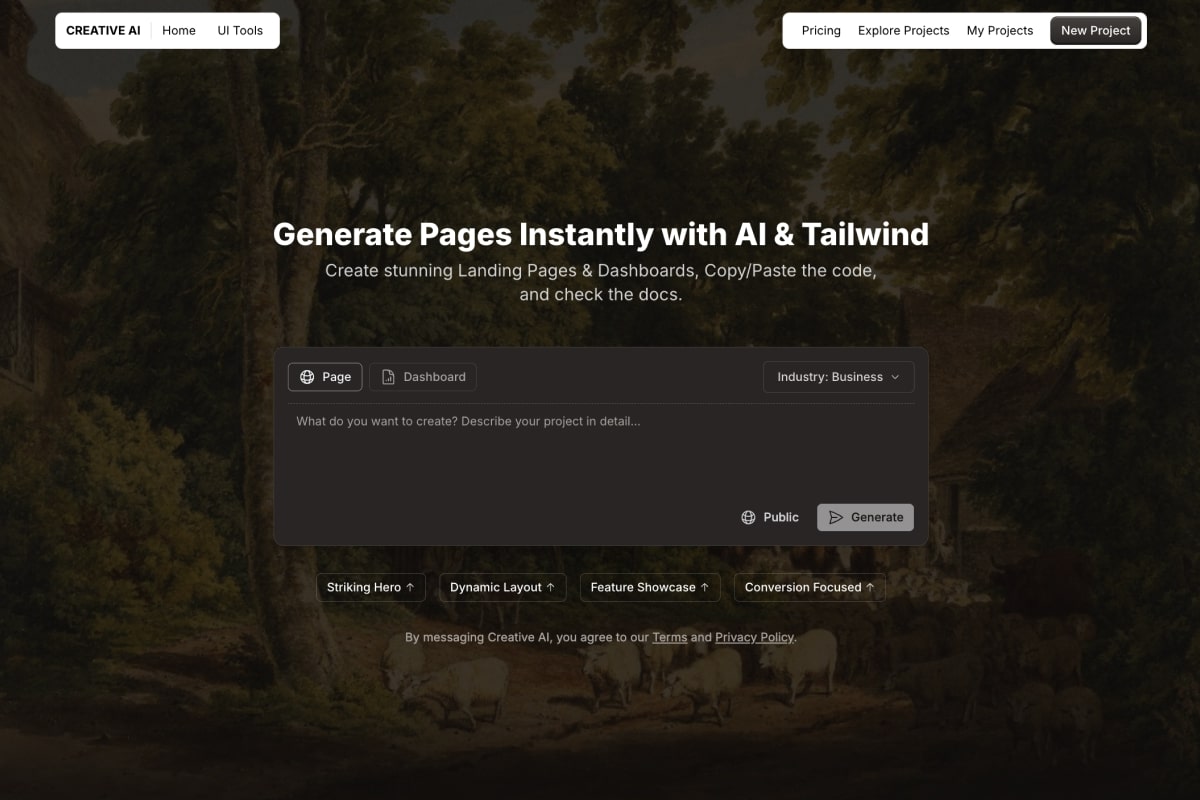 CREATIVE AI
Home
UI Tools
Pricing
Explore Projects
My Projects
New Project
Generate Pages Instantly with AI & Tailwind
Create stunning Landing Pages & Dashboards, Copy/Paste the code,
and check the docs.
Page
Dashboard
Industry: Business
What do you want to create? Describe your project in detail...
Public
Generate
Striking Hero ↑
Dynamic Layout ↑
Feature Showcase ↑
Conversion Focused ↑
By messaging Creative AI, you agree to our Terms and Privacy Policy.